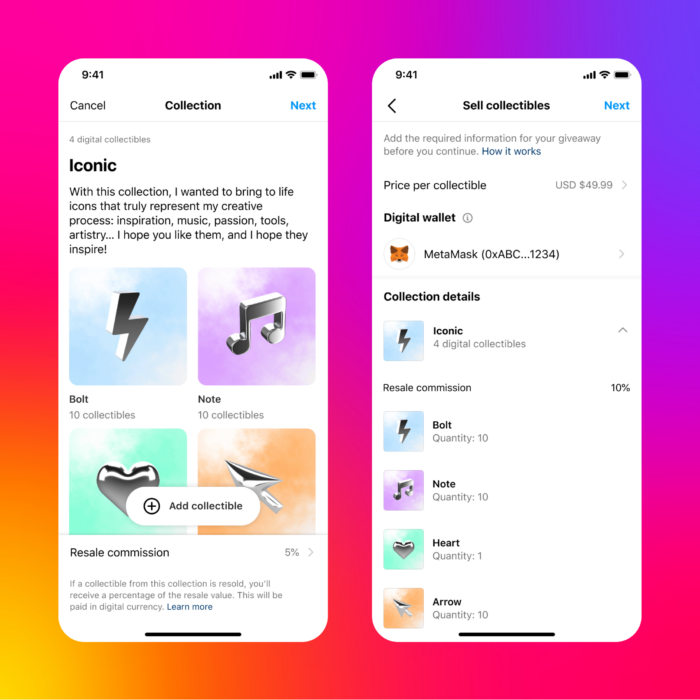 9:41
Cancel
Collection
Next
4 digital collectibles
Iconic
With this collection, I wanted to bring to life
icons that truly represent my creative
process: inspiration, music, passion, tools,
artistry... I hope you like them, and I hope they
inspire!
Bolt
10 collectibles
Note
10 collectibles
Add collectible
Resale commission
5%
If a collectible from this collection is resold, you'll
receive a percentage of the resale value. This will be
paid in digital currency. Learn more
9:41
Sell collectibles
Next
Add the required information for your giveaway
before you continue. How it works
Price per collectible
USD $49.99
Digital wallet
MetaMask (0xABC...1234)
Collection details
Iconic
4 digital collectibles
Resale commission
10%
Bolt
Quantity: 10
Note
Quantity: 10
Heart
Quantity: 1
Arrow
Quantity: 10